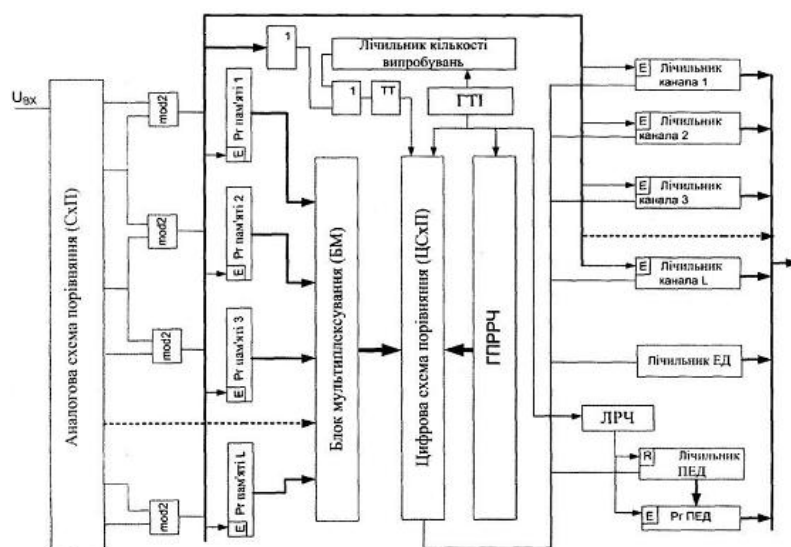 Uвх
Аналогова схема порівняння (СхП)
mod2
mod2
mod2
mod2
1
Рг пам'яті 1
E
Рг пам'яті 2
E
Рг пам'яті 3
E
Рг пам'яті L
E
Лічильник кількості
випробувань
1
ТТ
ГТІ
Блок мультиплексування (БМ)
Цифрова схема порівняння (ЦСхП)
ГПРРЧ
E
Лічильник
канала 1
E
Лічильник
канала 2
E
Лічильник
канала 3
E
Лічильник
канала L
Лічильник ЕД
ЛРЧ
R
Лічильник
ПЕД
E
Рг ПЕД